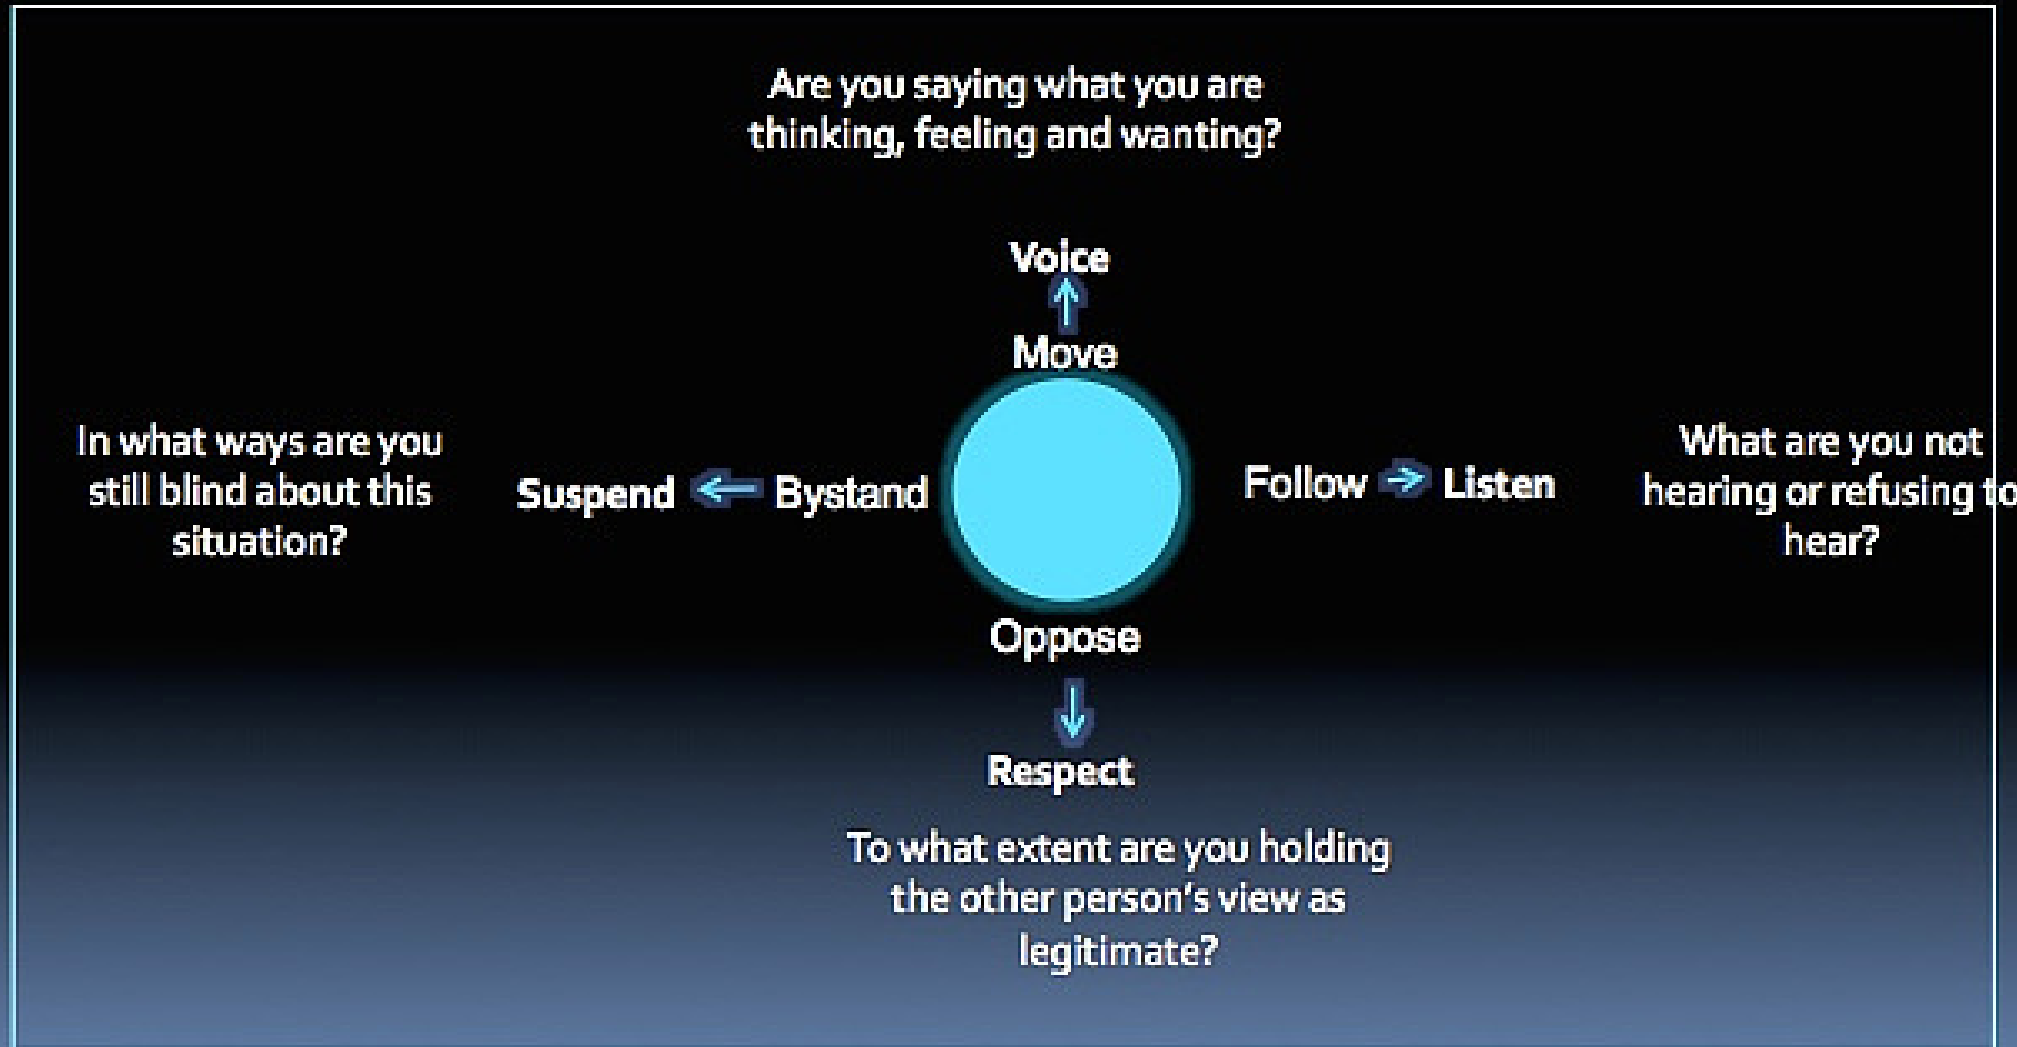 Are you saying what you are
thinking, feeling and wanting?
Voice
Move
In what ways are you
still blind about this
situation?
Suspend
Bystand
Follow
Listen
What are you not
hearing or refusing to
hear?
Oppose
Respect
To what extent are you holding
the other person's view as
legitimate?